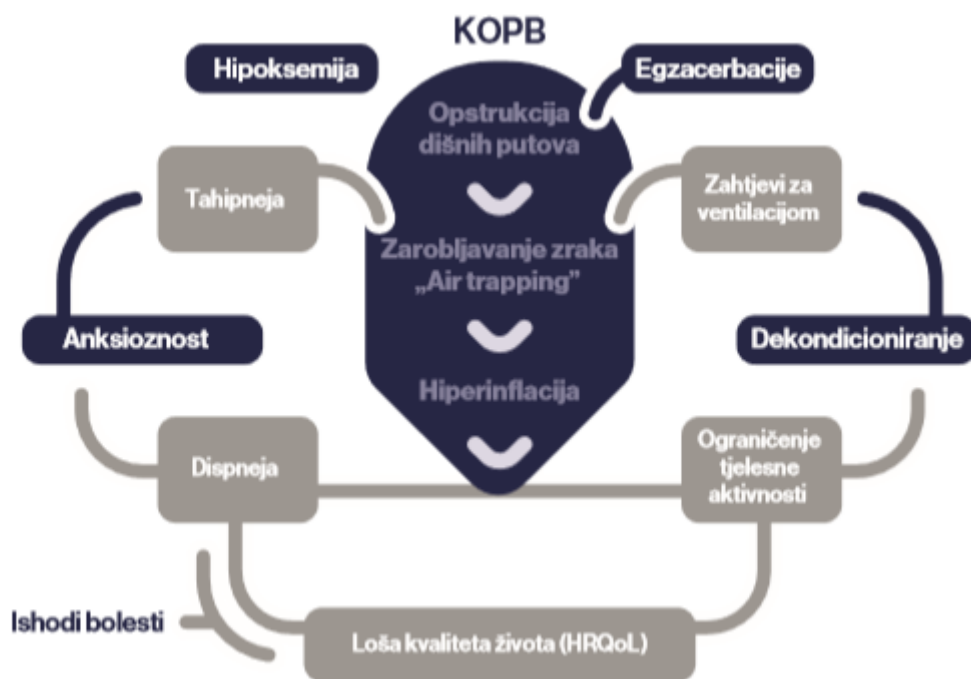 KOPB
Hipoksemija
Egzacerbacije
Opstrukcija
dišnih putova
Tahipneja
Zahtjevi za
ventilacijom
Zarobljavanje zraka
„Air trapping”
Anksioznost
Dekondicioniranje
Hiperinflacija
Dispneja
Ograničenje
tjelesne
aktivnosti
Ishodi bolesti
Loša kvaliteta života (HRQoL)